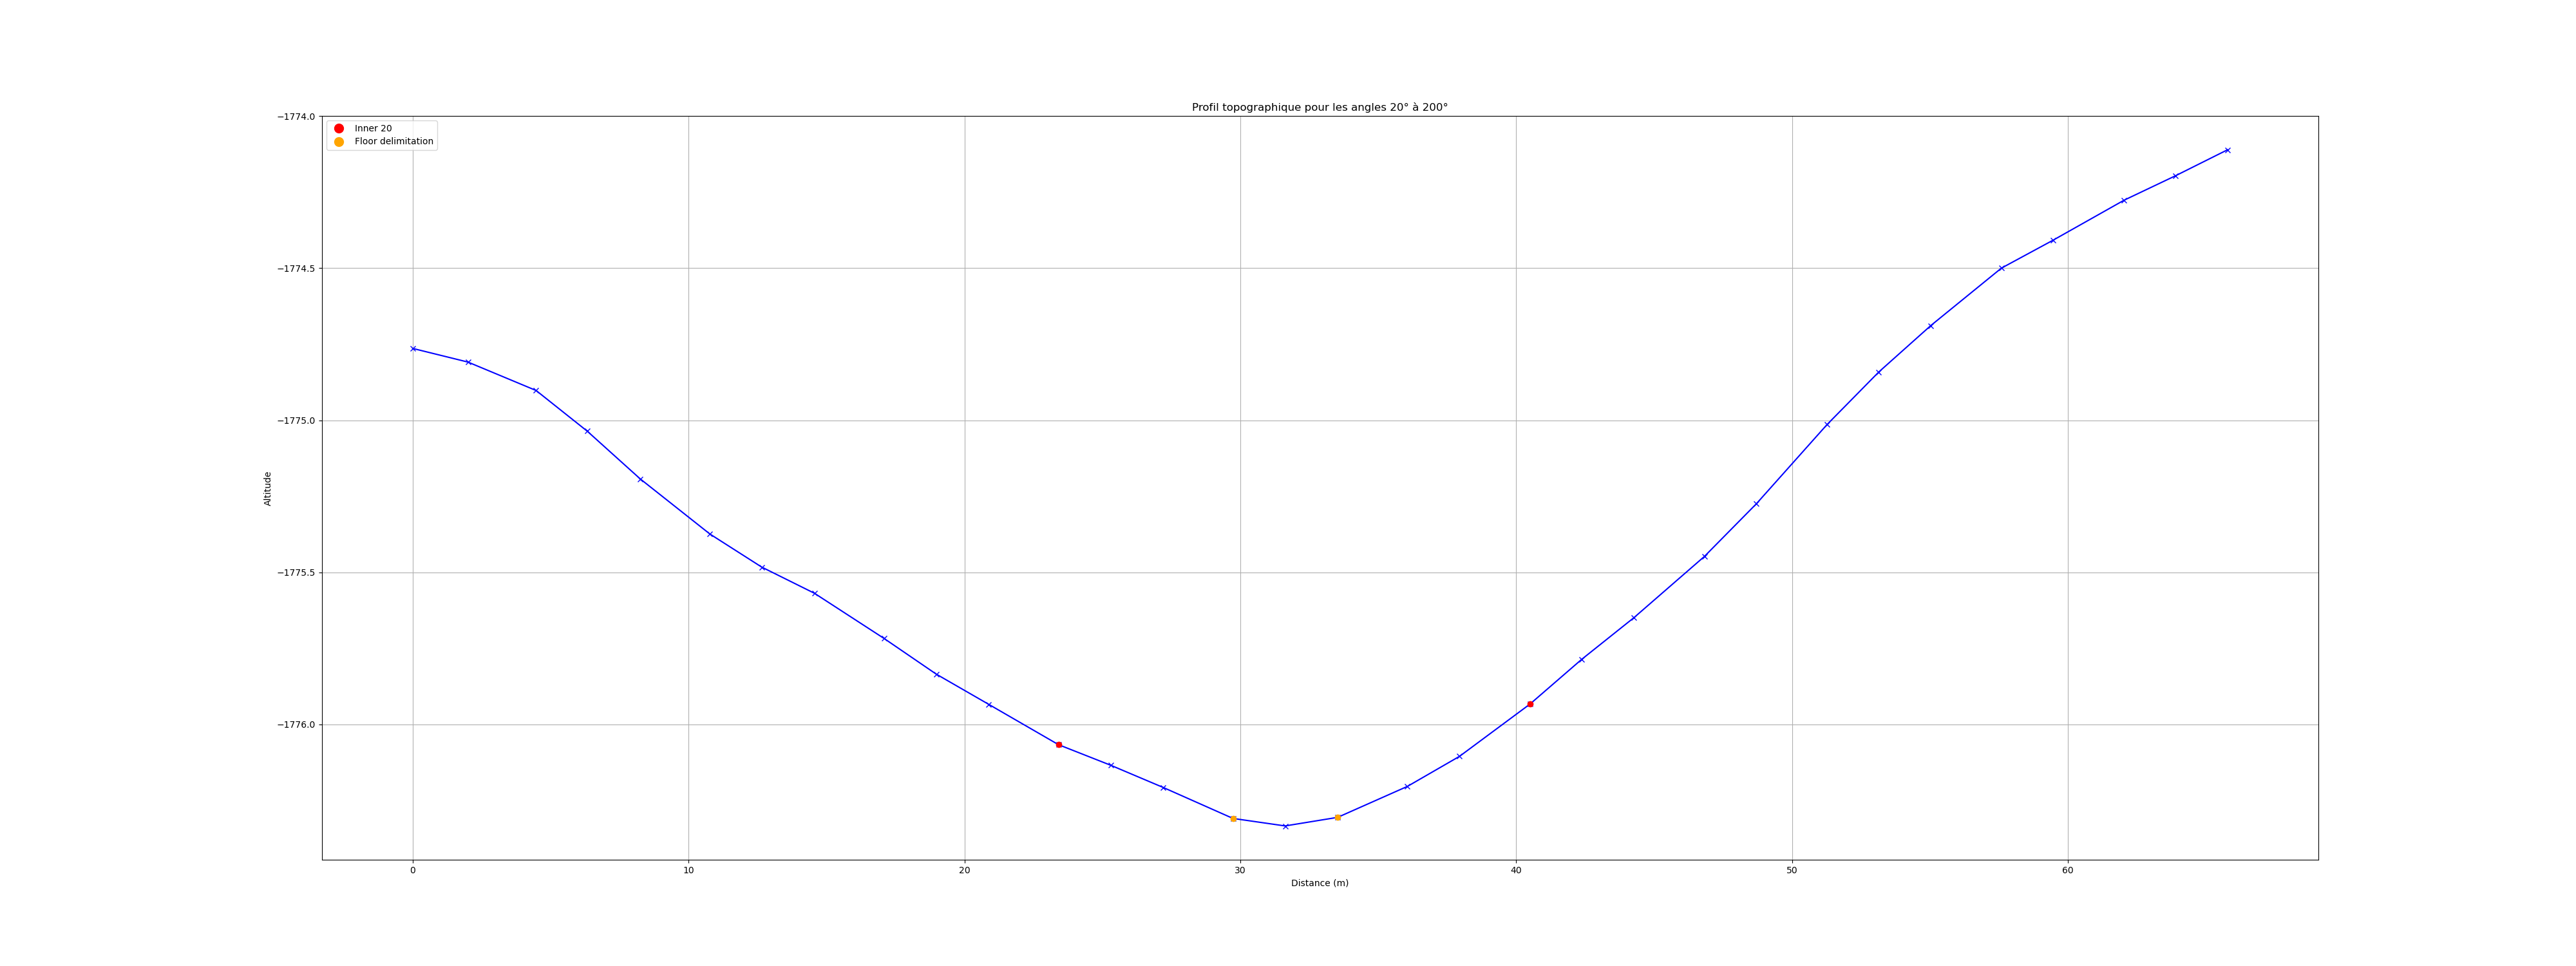 Profil topographique pour les angles 20° à 200°
Inner 20
Floor delimitation
−1774.0
−1774.5
−1775.0
−1775.5
−1776.0
Altitude
0 10 20 30 40 50 60
Distance (m)